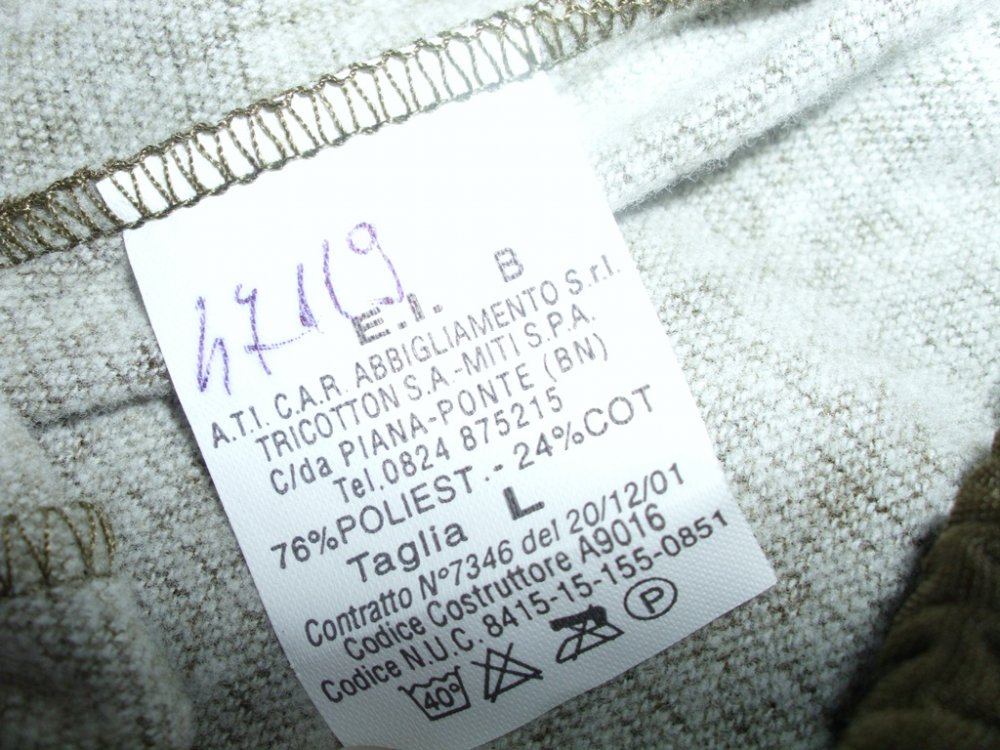 47119
E.I. B
A.T.I. C.A.R. ABBIGLIAMENTO S.r.l.
TRICOTTON S.A.-MITI S.P.A.
C/da PIANA-PONTE (BN)
Tel.0824 875215
76%POLIEST.- 24%COT
Taglia L
Contratto N°7346 del 20/12/01
Codice Costruttore A9016
Codice N.U.C. 8415-15-155-0851
40° P